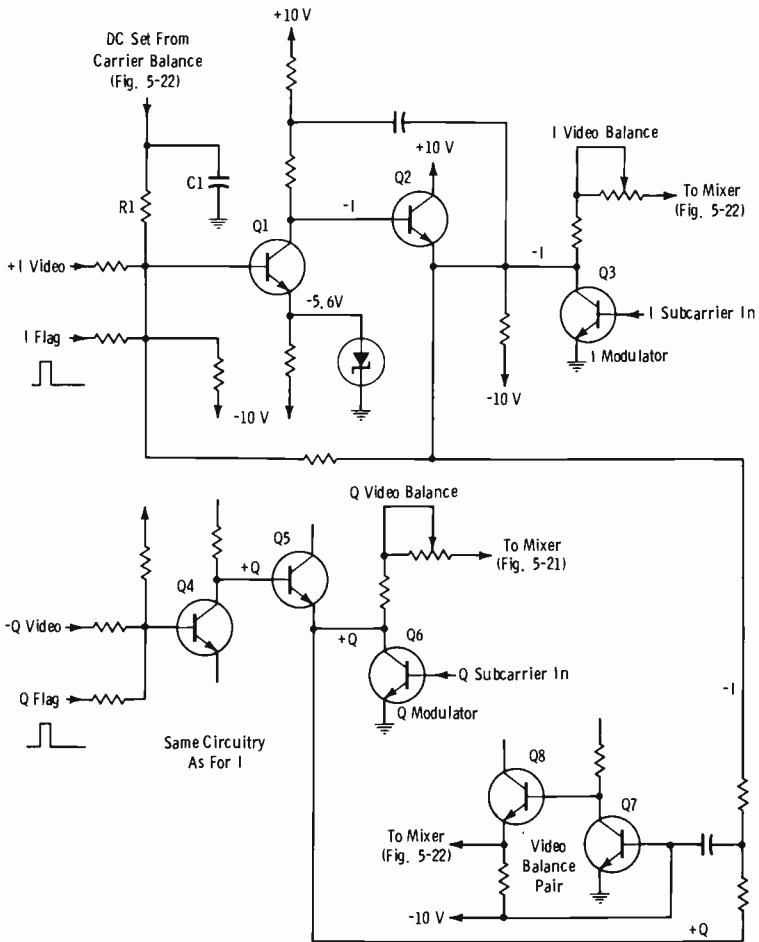 +10 V
DC Set From
Carrier Balance
(Fig. 5-22)
C1
R1
+10 V
Q2
I Video Balance
To Mixer
(Fig. 5-22)
Q1
-I
-I
Q3
+I Video
-5.6V
I Subcarrier In
I Flag
I Modulator
-10 V
-10 V
Q Video Balance
Q5
To Mixer
(Fig. 5-21)
Q4
+Q
-Q Video
+Q
Q6
Q Subcarrier In
Q Flag
Q Modulator
-I
Same Circuitry
As For I
Q8
Q7
To Mixer
(Fig. 5-22)
Video
Balance
Pair
-10 V
+Q